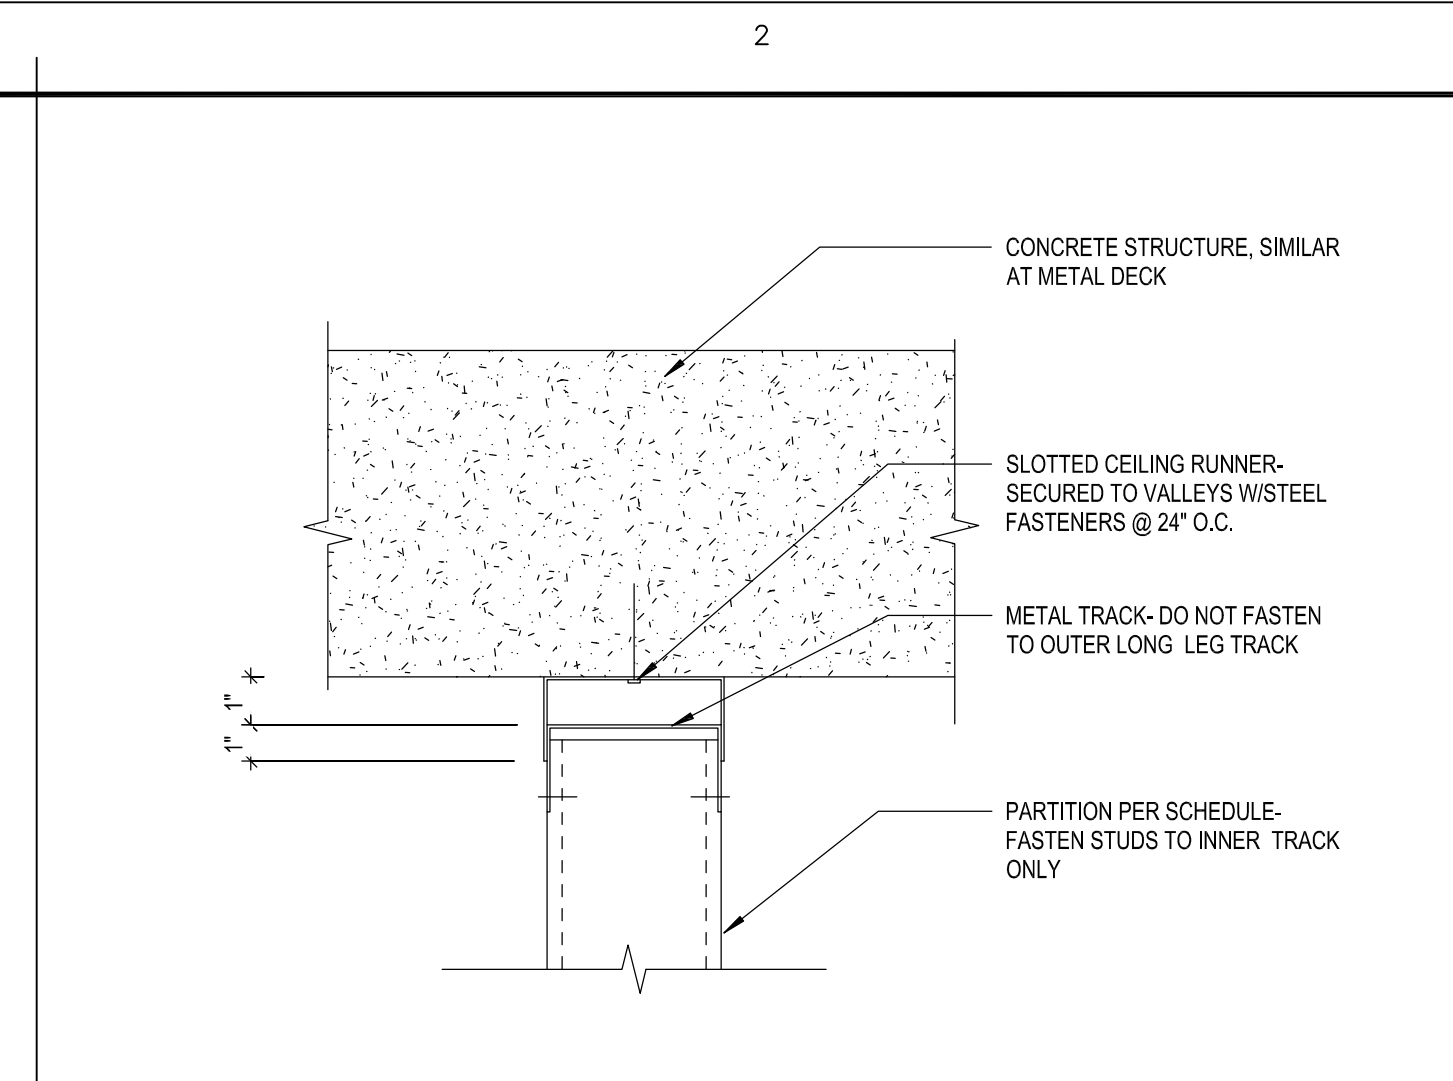 2
CONCRETE STRUCTURE, SIMILAR
AT METAL DECK
SLOTTED CEILING RUNNER-
SECURED TO VALLEYS W/STEEL
FASTENERS @ 24" O.C.
METAL TRACK- DO NOT FASTEN
TO OUTER LONG LEG TRACK
1"
1"
PARTITION PER SCHEDULE-
FASTEN STUDS TO INNER TRACK
ONLY